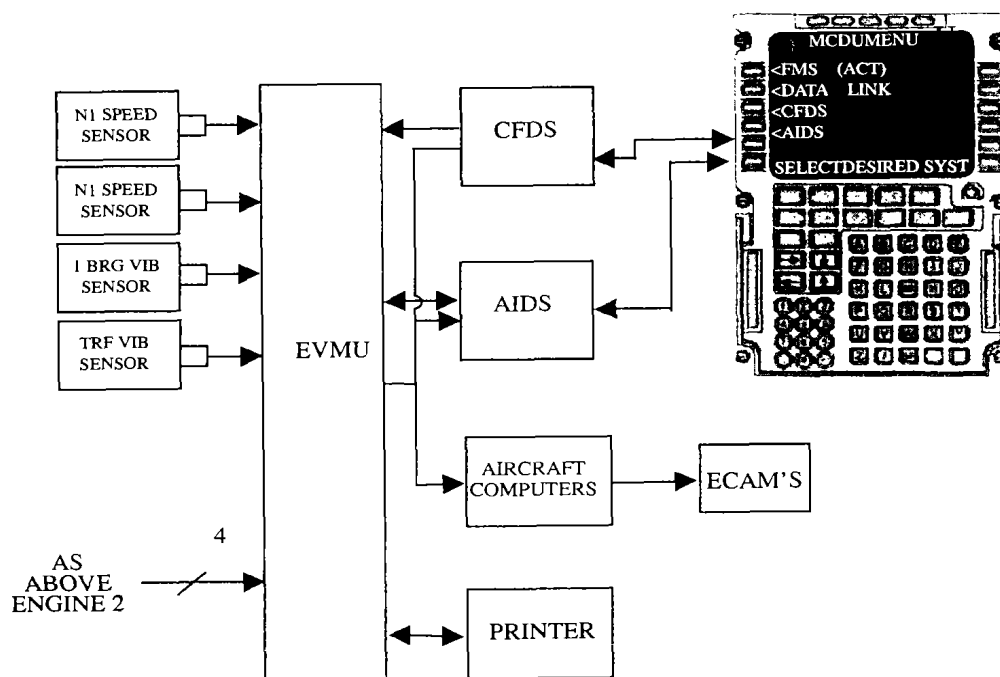 MCDUMENU
<FMS (ACT)
<DATA LINK
<CFDS
<AIDS
SELECTDESIRED SYST
N1 SPEED
SENSOR
N1 SPEED
SENSOR
1 BRG VIB
SENSOR
TRF VIB
SENSOR
EVMU
CFDS
AIDS
AIRCRAFT
COMPUTERS
ECAM'S
PRINTER
4
AS
ABOVE
ENGINE 2